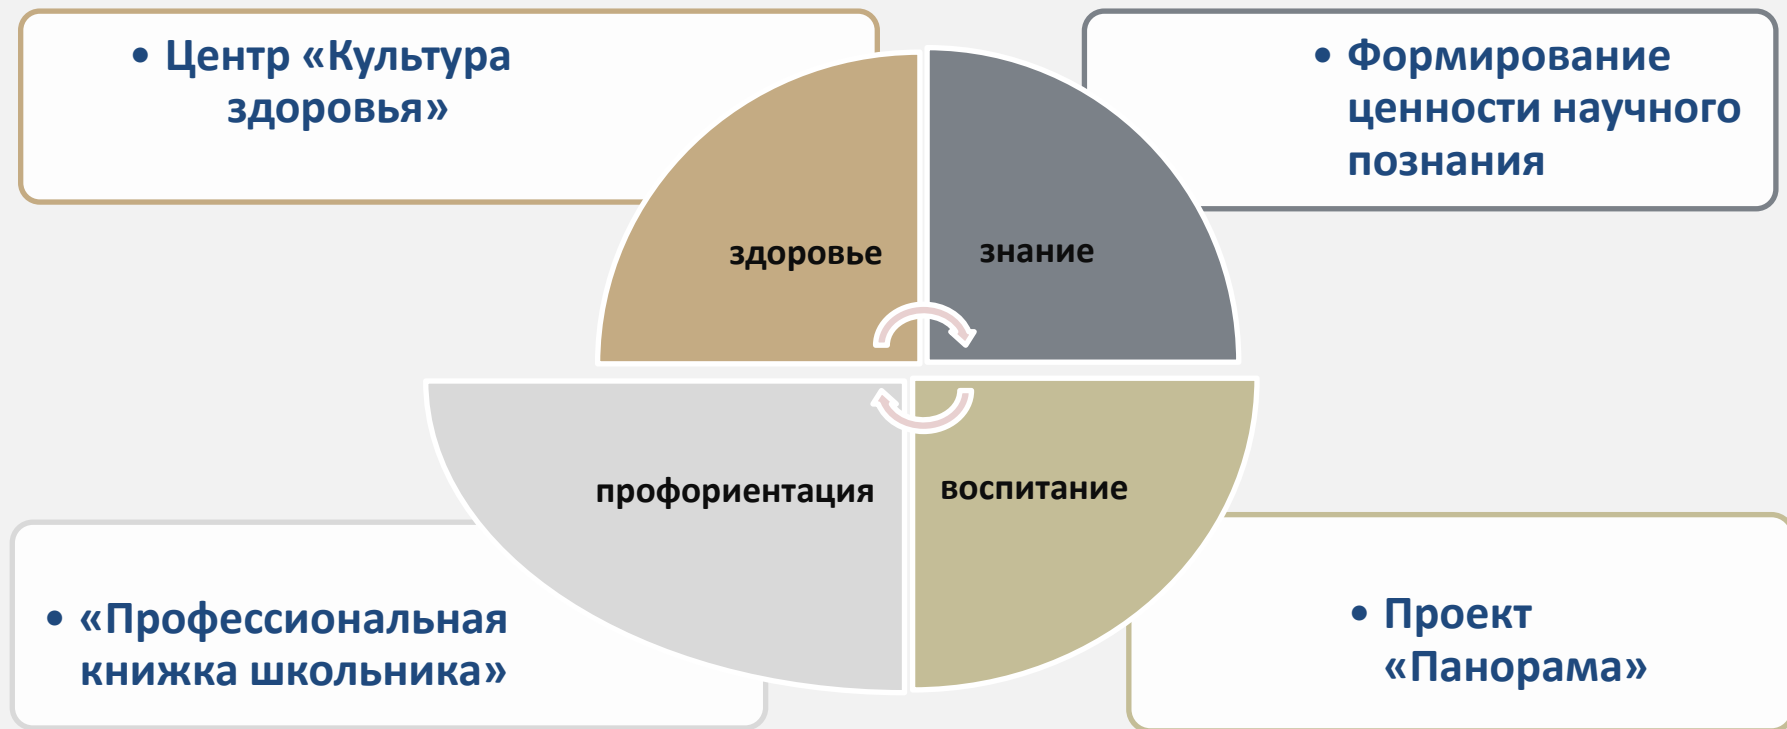 • Центр «Культура
здоровья»
• Формирование
ценности научного
познания
здоровье
знание
профориентация
воспитание
• «Профессиональная
книжка школьника»
• Проект
«Панорама»